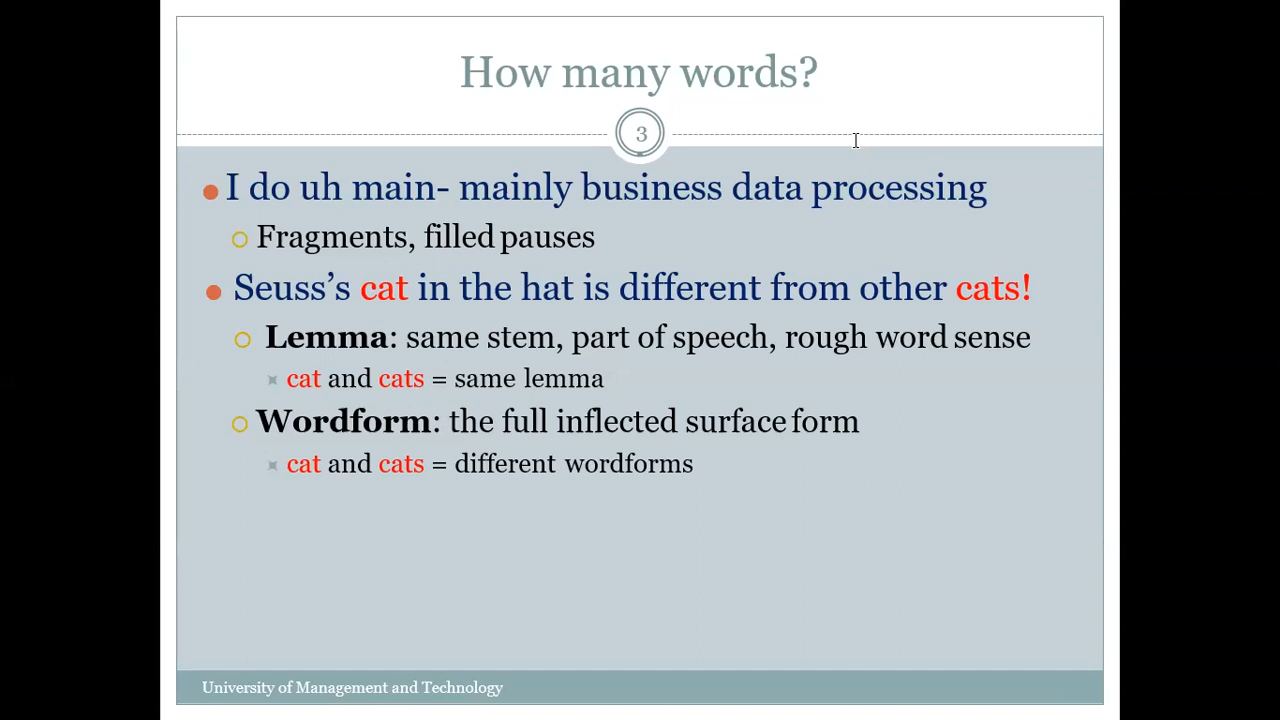 How many words?
3
I do uh main- mainly business data processing
Fragments, filled pauses
Seuss’s cat in the hat is different from other cats!
Lemma: same stem, part of speech, rough word sense
cat and cats = same lemma
Wordform: the full inflected surface form
cat and cats = different wordforms
University of Management and Technology